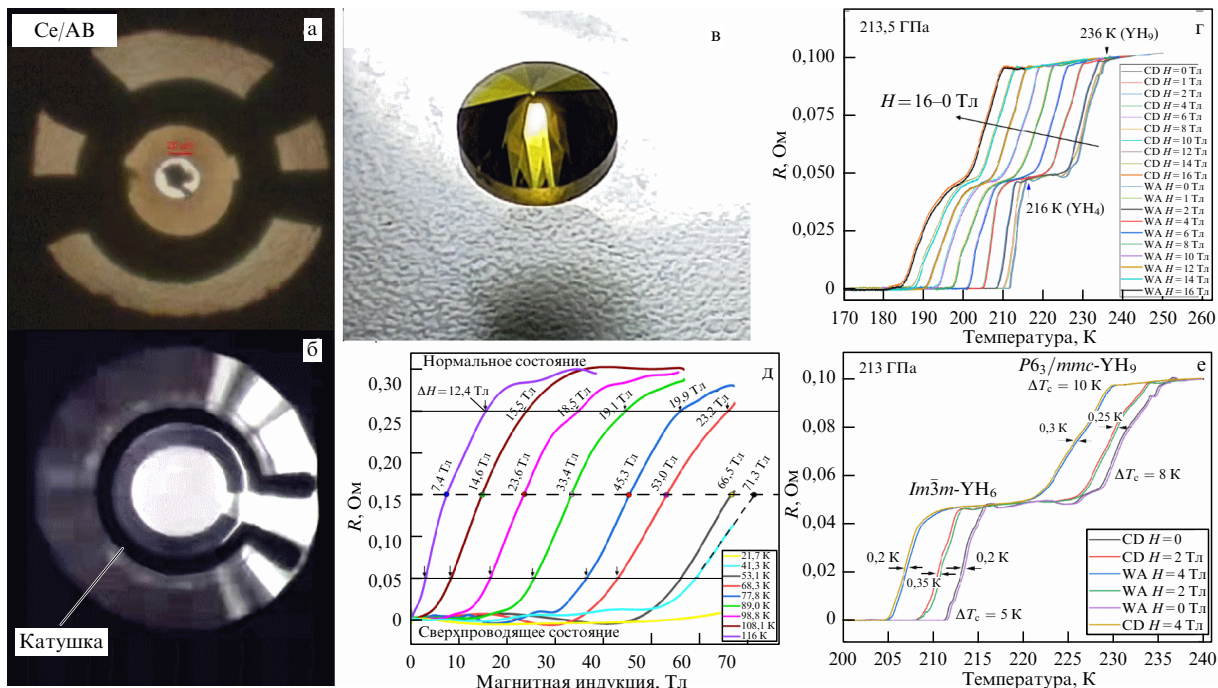 Ce/AB
а
20 μm
б
Катушка
в
213,5 ГПа
г
236 К (YH₉)
H = 16–0 Тл
216 К (YH₄)
CD H = 0 Тл
CD H = 1 Тл
CD H = 2 Тл
CD H = 4 Тл
CD H = 6 Тл
CD H = 8 Тл
CD H = 10 Тл
CD H = 12 Тл
CD H = 14 Тл
CD H = 16 Тл
WA H = 0 Тл
WA H = 1 Тл
WA H = 2 Тл
WA H = 4 Тл
WA H = 6 Тл
WA H = 8 Тл
WA H = 10 Тл
WA H = 12 Тл
WA H = 14 Тл
WA H = 16 Тл
R, Ом
0,100
0,075
0,050
0,025
0
170 180 190 200 210 220 230 240 250 260
Температура, К
Нормальное состояние
д
ΔH = 12,4 Тл
15,5 Тл
18,5 Тл
19,1 Тл
19,9 Тл
23,2 Тл
7,4 Тл
14,6 Тл
23,6 Тл
33,4 Тл
45,3 Тл
53,0 Тл
66,5 Тл
71,3 Тл
21,7 К
41,3 К
53,1 К
68,3 К
77,8 К
89,0 К
98,8 К
108,1 К
116 К
Сверхпроводящее состояние
R, Ом
0,30
0,25
0,20
0,15
0,10
0,05
0
0 10 20 30 40 50 60 70
Магнитная индукция, Тл
213 ГПа
P6₃/mmc-YH₉
е
ΔTc = 10 К
0,25 К
0,3 К
ΔTc = 8 К
Im3̄m-YH₆
0,2 К
0,2 К
0,35 К
ΔTc = 5 К
CD H = 0
CD H = 2 Тл
WA H = 4 Тл
WA H = 2 Тл
WA H = 0 Тл
CD H = 4 Тл
R, Ом
0,10
0,08
0,06
0,04
0,02
0
200 205 210 215 220 225 230 235 240
Температура, К